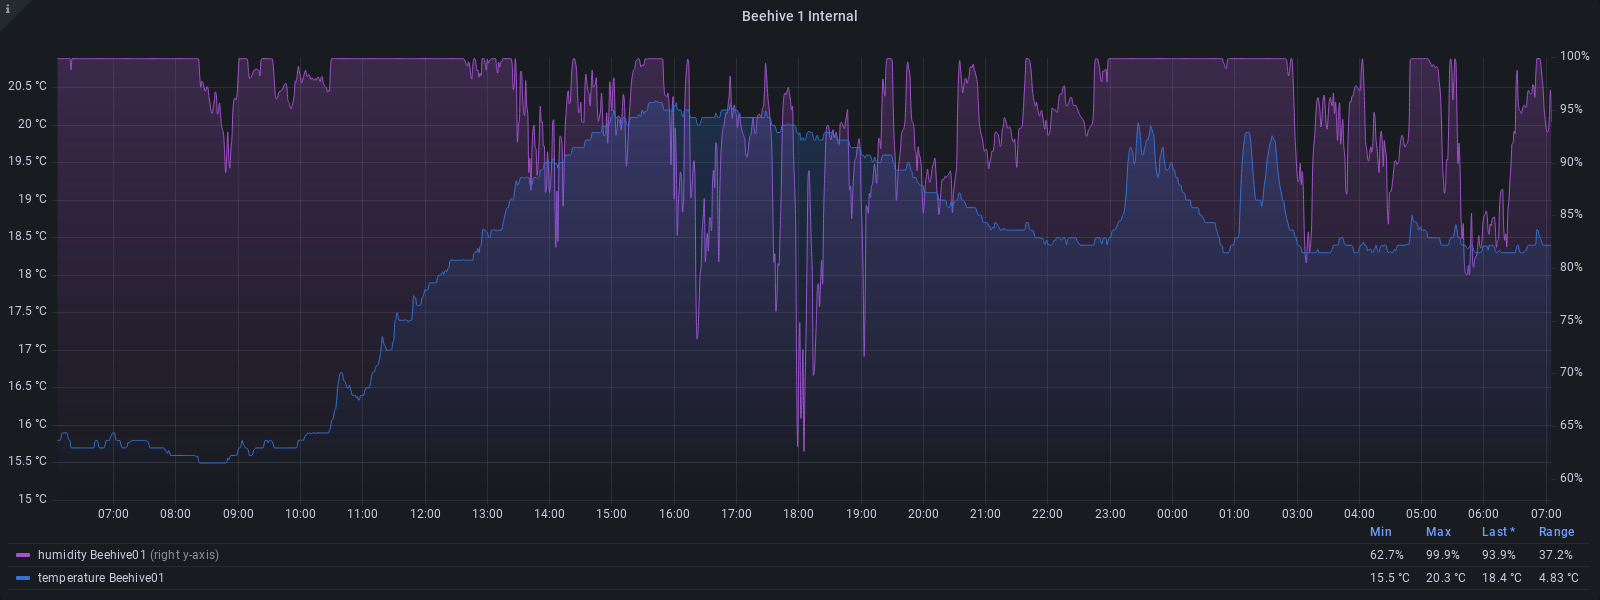 i
Beehive 1 Internal
20.5 °C
20 °C
19.5 °C
19 °C
18.5 °C
18 °C
17.5 °C
17 °C
16.5 °C
16 °C
15.5 °C
15 °C
100%
95%
90%
85%
80%
75%
70%
65%
60%
07:00 08:00 09:00 10:00 11:00 12:00 13:00 14:00 15:00 16:00 17:00 18:00 19:00 20:00 21:00 22:00 23:00 00:00 01:00 03:00 04:00 05:00 06:00 07:00
Min Max Last * Range
humidity Beehive01 (right y-axis) 62.7% 99.9% 93.9% 37.2%
temperature Beehive01 15.5 °C 20.3 °C 18.4 °C 4.83 °C